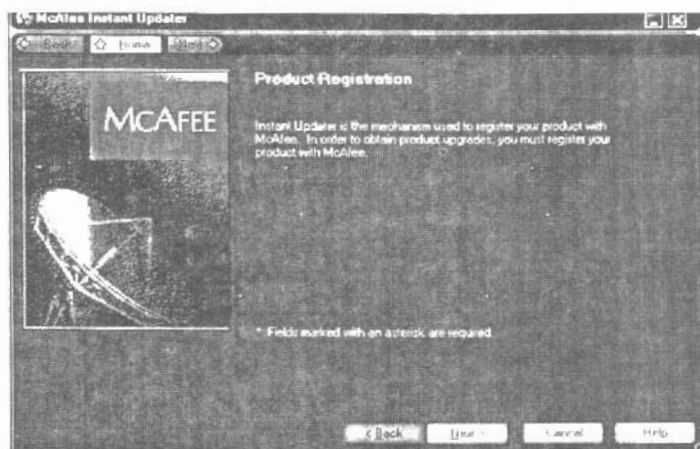 McAfee Instant Updater
Back Home Next
Product Registration
McAFEE
Instant Updater is the mechanism used to register your product with
McAfee. In order to obtain product upgrades, you must register your
product with McAfee.
* Fields marked with an asterisk are required.
< Back Next > Cancel Help